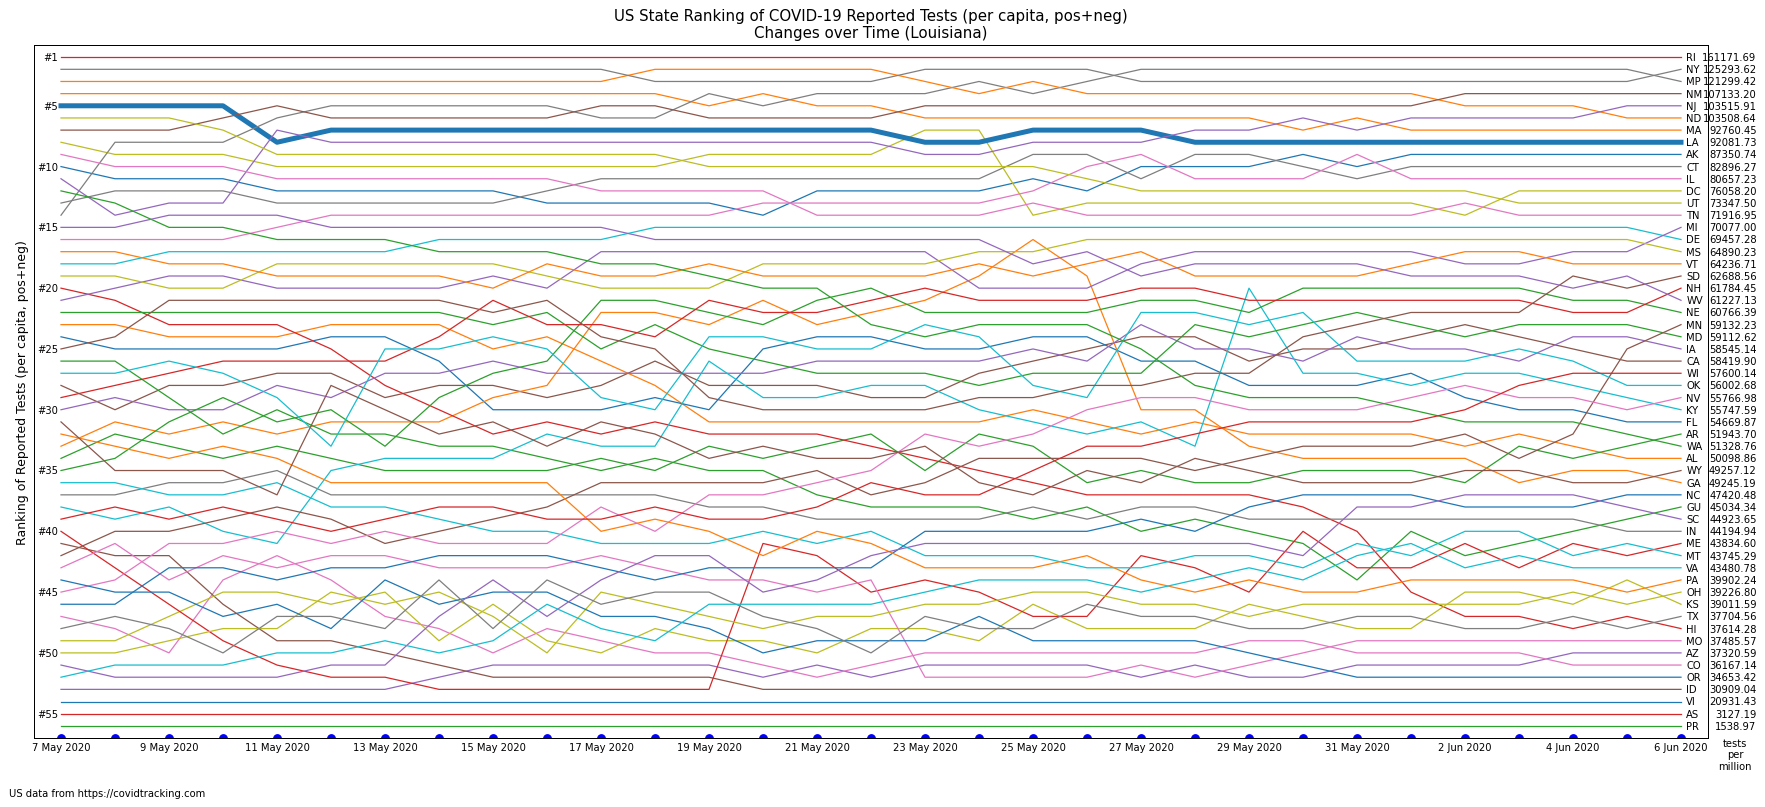 US State Ranking of COVID-19 Reported Tests (per capita, pos+neg)
Changes over Time (Louisiana)
Ranking of Reported Tests (per capita, pos+neg)
#1
#5
#10
#15
#20
#25
#30
#35
#40
#45
#50
#55
RI 161171.69
NY 125293.62
MP 121299.42
NM 107133.20
NJ 103515.91
ND 103508.64
MA 92760.45
LA 92081.73
AK 87350.74
CT 82896.27
IL 80657.23
DC 76058.20
UT 73347.50
TN 71916.95
MI 70077.00
DE 69457.28
MS 64890.23
VT 64236.71
SD 62688.56
NH 61784.45
WV 61227.13
NE 60766.39
MN 59132.23
MD 59112.62
IA 58545.14
CA 58419.90
WI 57600.14
OK 56002.68
NV 55766.98
KY 55747.59
FL 54669.87
AR 51943.70
WA 51328.76
AL 50098.86
WY 49257.12
GA 49245.19
NC 47420.48
GU 45034.34
SC 44923.65
IN 44194.94
ME 43834.60
MT 43745.29
VA 43480.78
PA 39902.24
OH 39226.80
KS 39011.59
TX 37704.56
HI 37614.28
MO 37485.57
AZ 37320.59
CO 36167.14
OR 34653.42
ID 30909.04
VI 20931.43
AS 3127.19
PR 1538.97
7 May 2020 9 May 2020 11 May 2020 13 May 2020 15 May 2020 17 May 2020 19 May 2020 21 May 2020 23 May 2020 25 May 2020 27 May 2020 29 May 2020 31 May 2020 2 Jun 2020 4 Jun 2020 6 Jun 2020
tests
per
million
US data from https://covidtracking.com